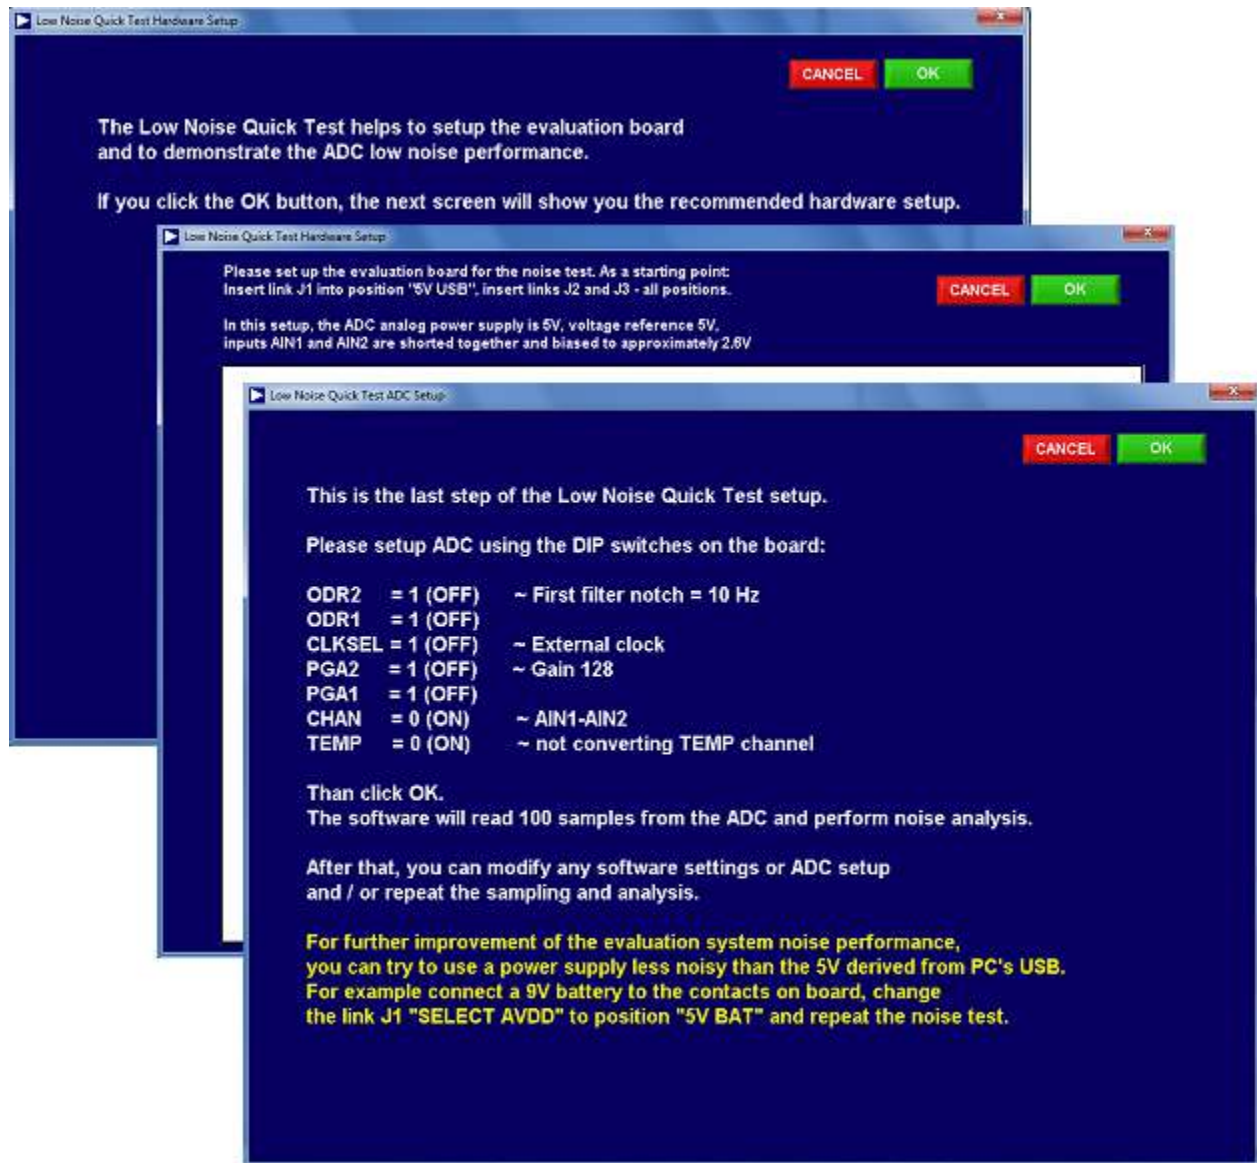 Low Noise Quick Test Hardware Setup
CANCEL OK
The Low Noise Quick Test helps to setup the evaluation board
and to demonstrate the ADC low noise performance.
If you click the OK button, the next screen will show you the recommended hardware setup.
Low Noise Quick Test Hardware Setup
Please set up the evaluation board for the noise test. As a starting point:
Insert link J1 into position "5V USB", insert links J2 and J3 - all positions.
CANCEL OK
In this setup, the ADC analog power supply is 5V, voltage reference 5V,
inputs AIN1 and AIN2 are shorted together and biased to approximately 2.6V
Low Noise Quick Test ADC Setup
CANCEL OK
This is the last step of the Low Noise Quick Test setup.
Please setup ADC using the DIP switches on the board:
ODR2 = 1 (OFF) ~ First filter notch = 10 Hz
ODR1 = 1 (OFF)
CLKSEL = 1 (OFF) ~ External clock
PGA2 = 1 (OFF) ~ Gain 128
PGA1 = 1 (OFF)
CHAN = 0 (ON) ~ AIN1-AIN2
TEMP = 0 (ON) ~ not converting TEMP channel
Than click OK.
The software will read 100 samples from the ADC and perform noise analysis.
After that, you can modify any software settings or ADC setup
and / or repeat the sampling and analysis.
For further improvement of the evaluation system noise performance,
you can try to use a power supply less noisy than the 5V derived from PC's USB.
For example connect a 9V battery to the contacts on board, change
the link J1 "SELECT AVDD" to position "5V BAT" and repeat the noise test.